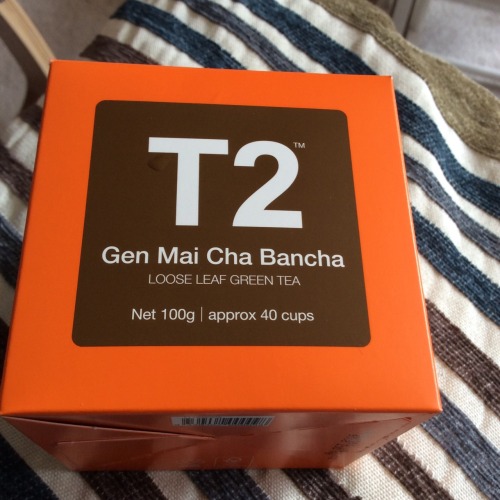 T2™
Gen Mai Cha Bancha
LOOSE LEAF GREEN TEA
Net 100g | approx 40 cups